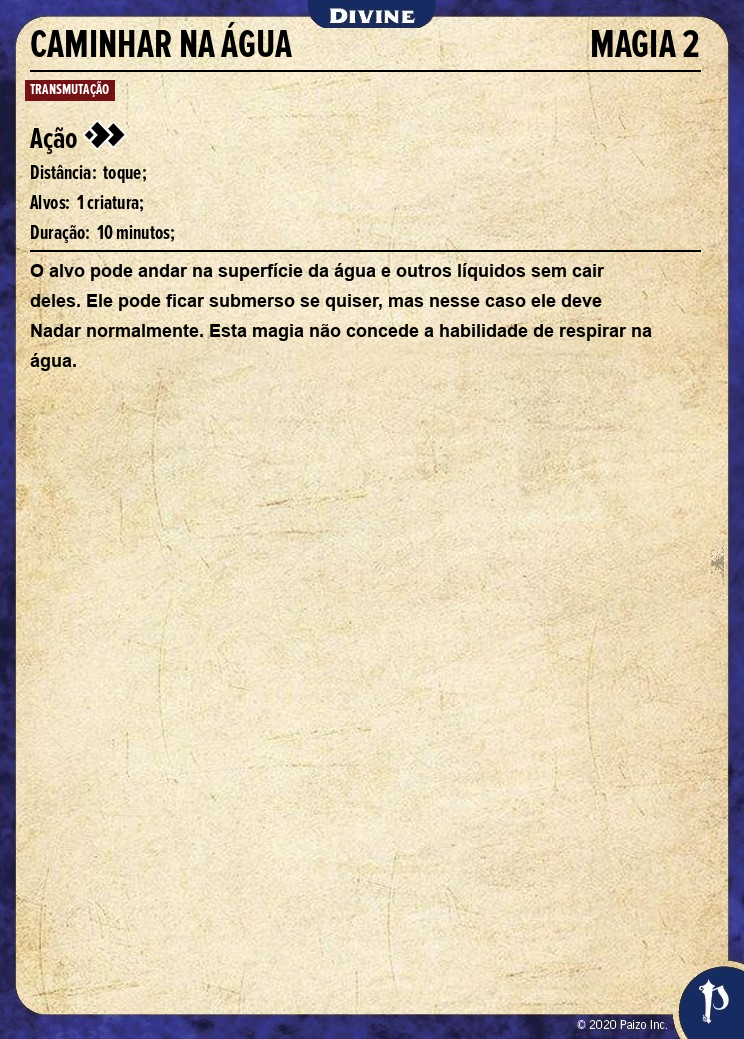 DIVINE
CAMINHAR NA ÁGUA MAGIA 2
TRANSMUTAÇÃO
Ação
Distância: toque;
Alvos: 1 criatura;
Duração: 10 minutos;
O alvo pode andar na superfície da água e outros líquidos sem cair
deles. Ele pode ficar submerso se quiser, mas nesse caso ele deve
Nadar normalmente. Esta magia não concede a habilidade de respirar na
água.
© 2020 Paizo Inc.
P